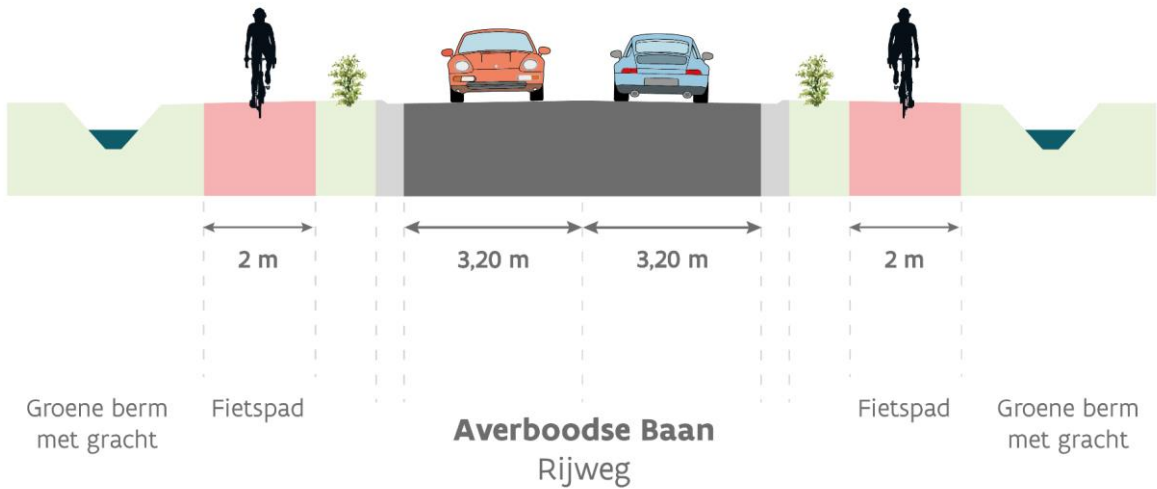 2 m
3,20 m
3,20 m
2 m
Groene berm
met gracht
Fietspad
Averboodse Baan
Rijweg
Fietspad
Groene berm
met gracht